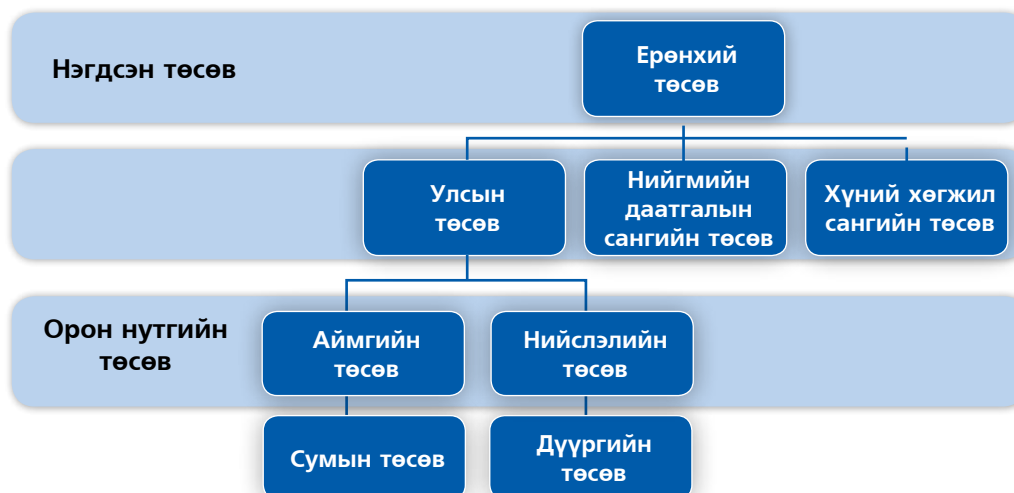 Нэгдсэн төсөв
Ерөнхий
төсөв
Улсын
төсөв
Нийгмийн
даатгалын
сангийн төсөв
Хүний хөгжил
сангийн төсөв
Орон нутгийн
төсөв
Аймгийн
төсөв
Нийслэлийн
төсөв
Сумын төсөв
Дүүргийн
төсөв